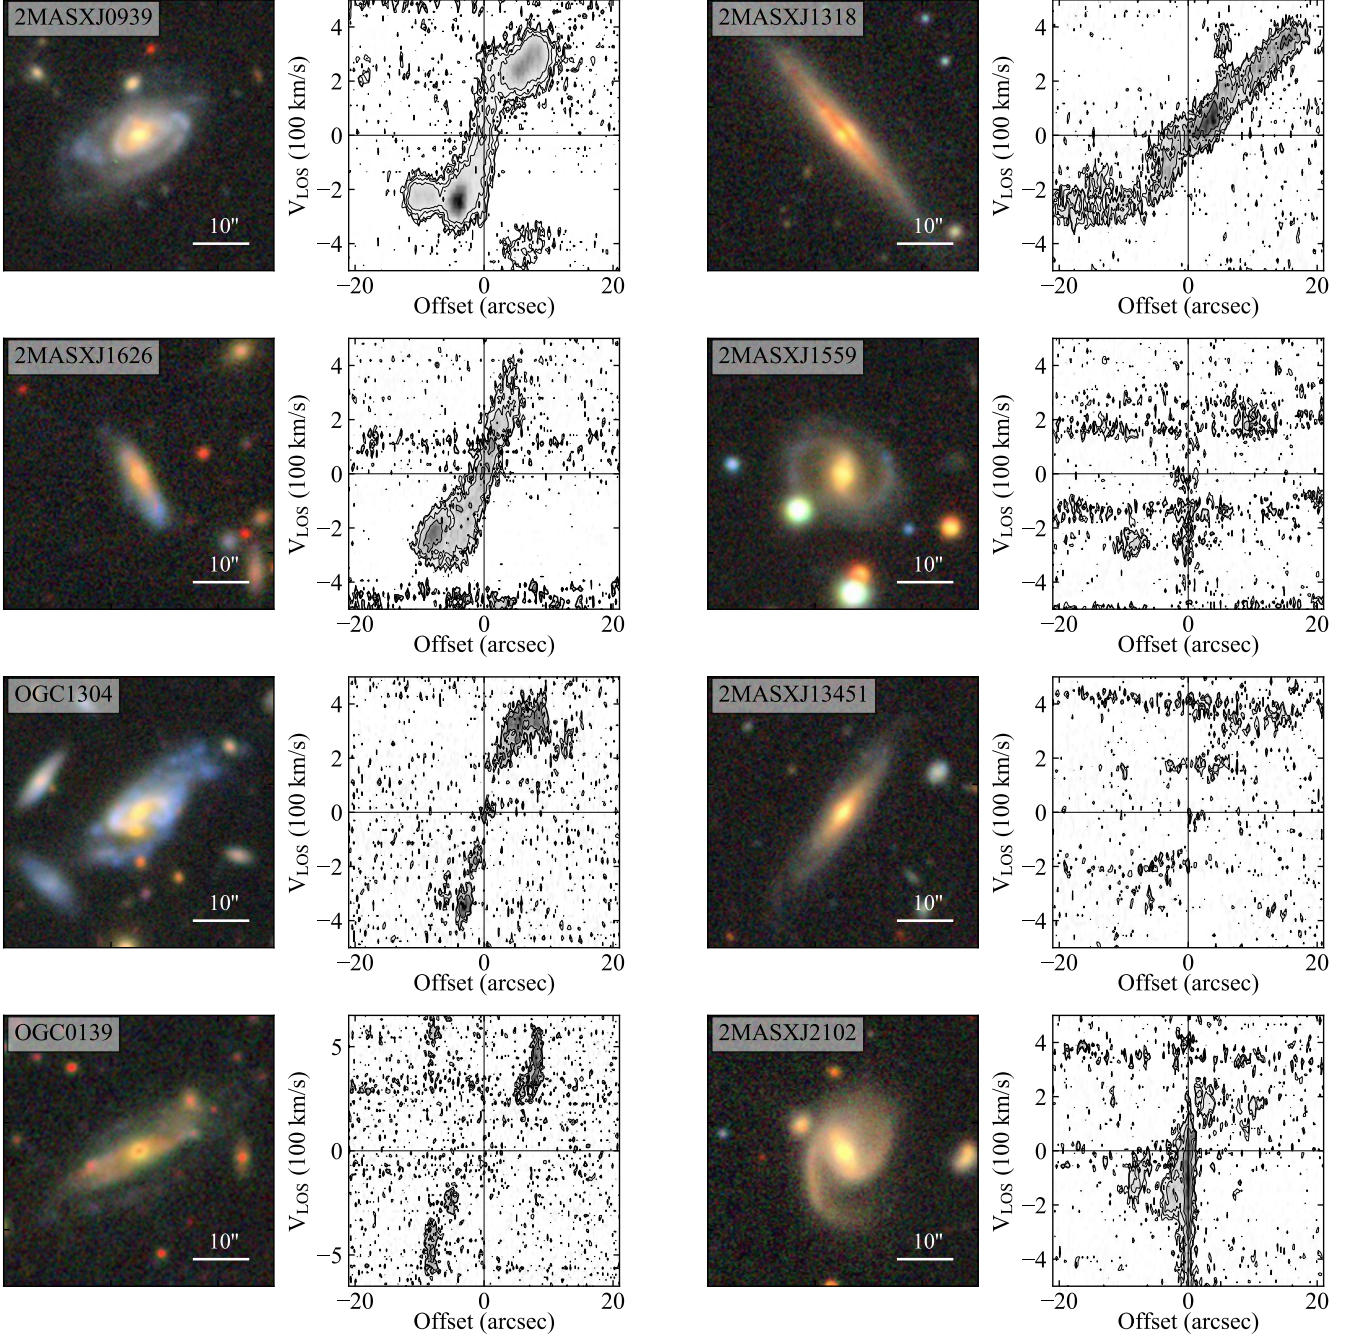 2MASXJ0939
10"
V_LOS (100 km/s)
4
2
0
−2
−4
−20
0
20
Offset (arcsec)
2MASXJ1318
10"
V_LOS (100 km/s)
4
2
0
−2
−4
−20
0
20
Offset (arcsec)
2MASXJ1626
10"
V_LOS (100 km/s)
4
2
0
−2
−4
−20
0
20
Offset (arcsec)
2MASXJ1559
10"
V_LOS (100 km/s)
4
2
0
−2
−4
−20
0
20
Offset (arcsec)
OGC1304
10"
V_LOS (100 km/s)
4
2
0
−2
−4
−20
0
20
Offset (arcsec)
2MASXJ13451
10"
V_LOS (100 km/s)
4
2
0
−2
−4
−20
0
20
Offset (arcsec)
OGC0139
10"
V_LOS (100 km/s)
5
0
−5
−20
0
20
Offset (arcsec)
2MASXJ2102
10"
V_LOS (100 km/s)
4
2
0
−2
−4
−20
0
20
Offset (arcsec)